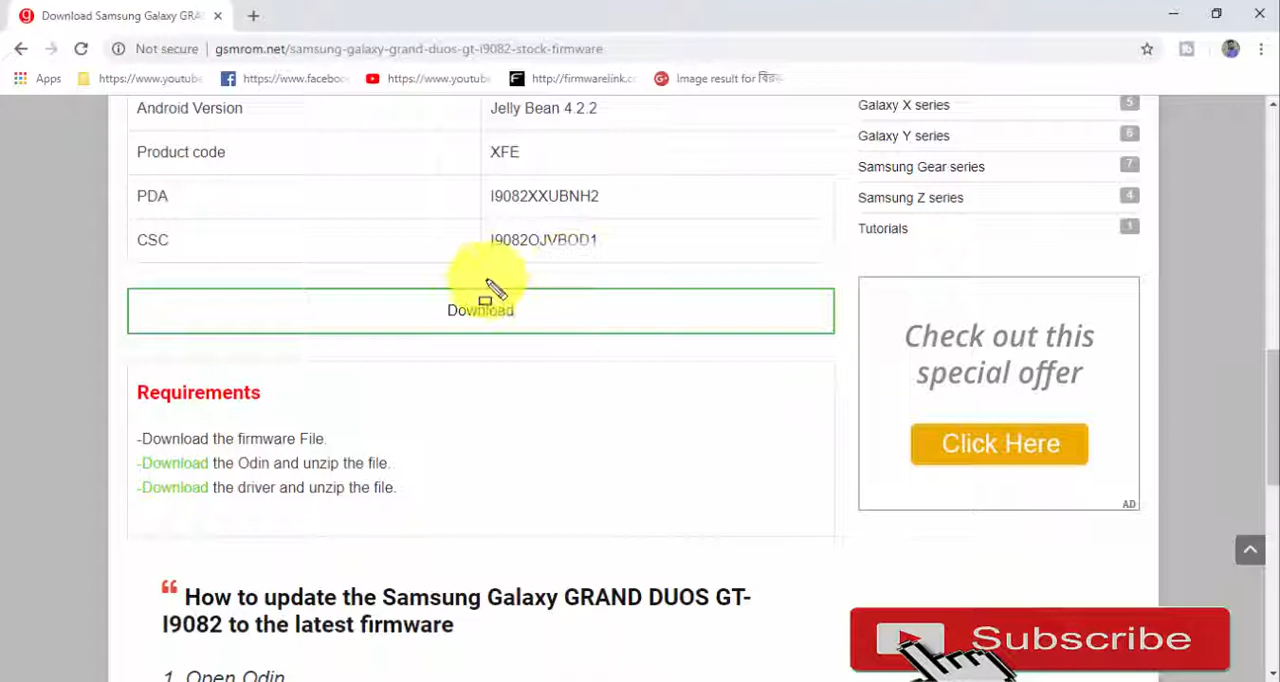 Download Samsung Galaxy GRA
Not secure
gsmrom.net/samsung-galaxy-grand-duos-gt-i9082-stock-firmware
Apps
https://www.youtube
https://www.faceboo
https://www.youtube
http://firmwarelink.cc
Image result for
Android Version
Jelly Bean 4.2.2
Product code
XFE
PDA
I9082XXUBNH2
CSC
I9082OJVBOD1
Download
Requirements
-Download the firmware File.
-Download the Odin and unzip the file.
-Download the driver and unzip the file.
“ How to update the Samsung Galaxy GRAND DUOS GT-
I9082 to the latest firmware
1. Open Odin
Galaxy X series
5
Galaxy Y series
6
Samsung Gear series
7
Samsung Z series
4
Tutorials
1
Check out this
special offer
Click Here
AD
Subscribe